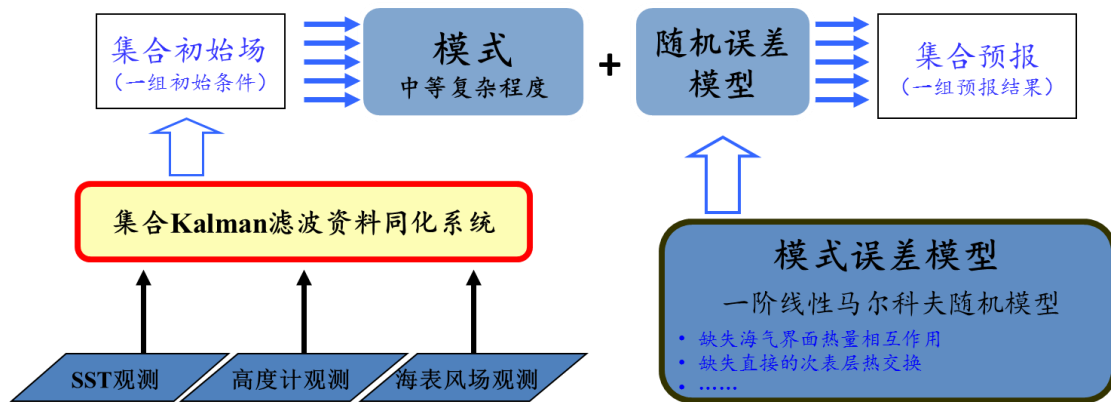 集合初始场
（一组初始条件）
模式
中等复杂程度
+
随机误差
模型
集合预报
（一组预报结果）
集合Kalman滤波资料同化系统
SST观测
高度计观测
海表风场观测
模式误差模型
一阶线性马尔科夫随机模型
• 缺失海气界面热量相互作用
• 缺失直接的次表层热交换
• ……